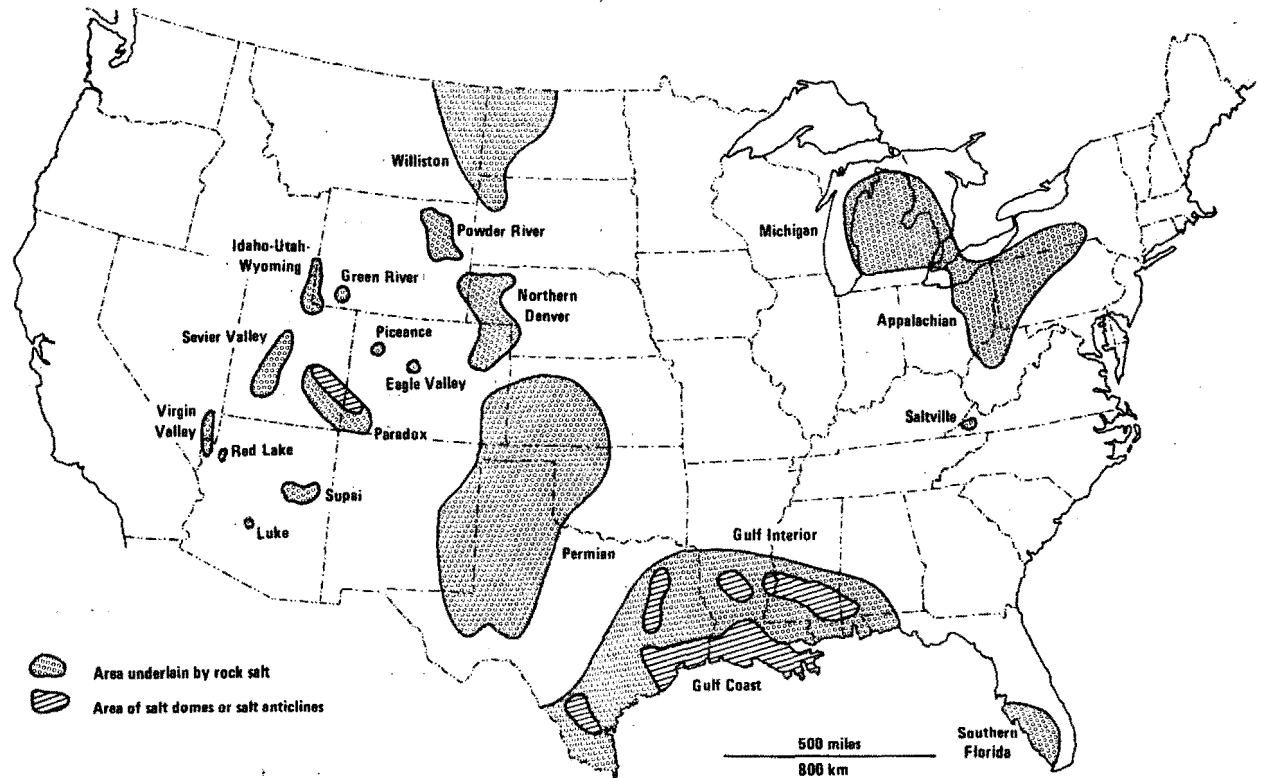 Williston
Powder River
Michigan
Idaho-Utah-
Wyoming
Green River
Northern
Denver
Appalachian
Sevier Valley
Piceance
Eagle Valley
Virgin
Valley
Paradox
Saltville
Red Lake
Supai
Luke
Permian
Gulf Interior
Area underlain by rock salt
Area of salt domes or salt anticlines
Gulf Coast
Southern
Florida
500 miles
800 km